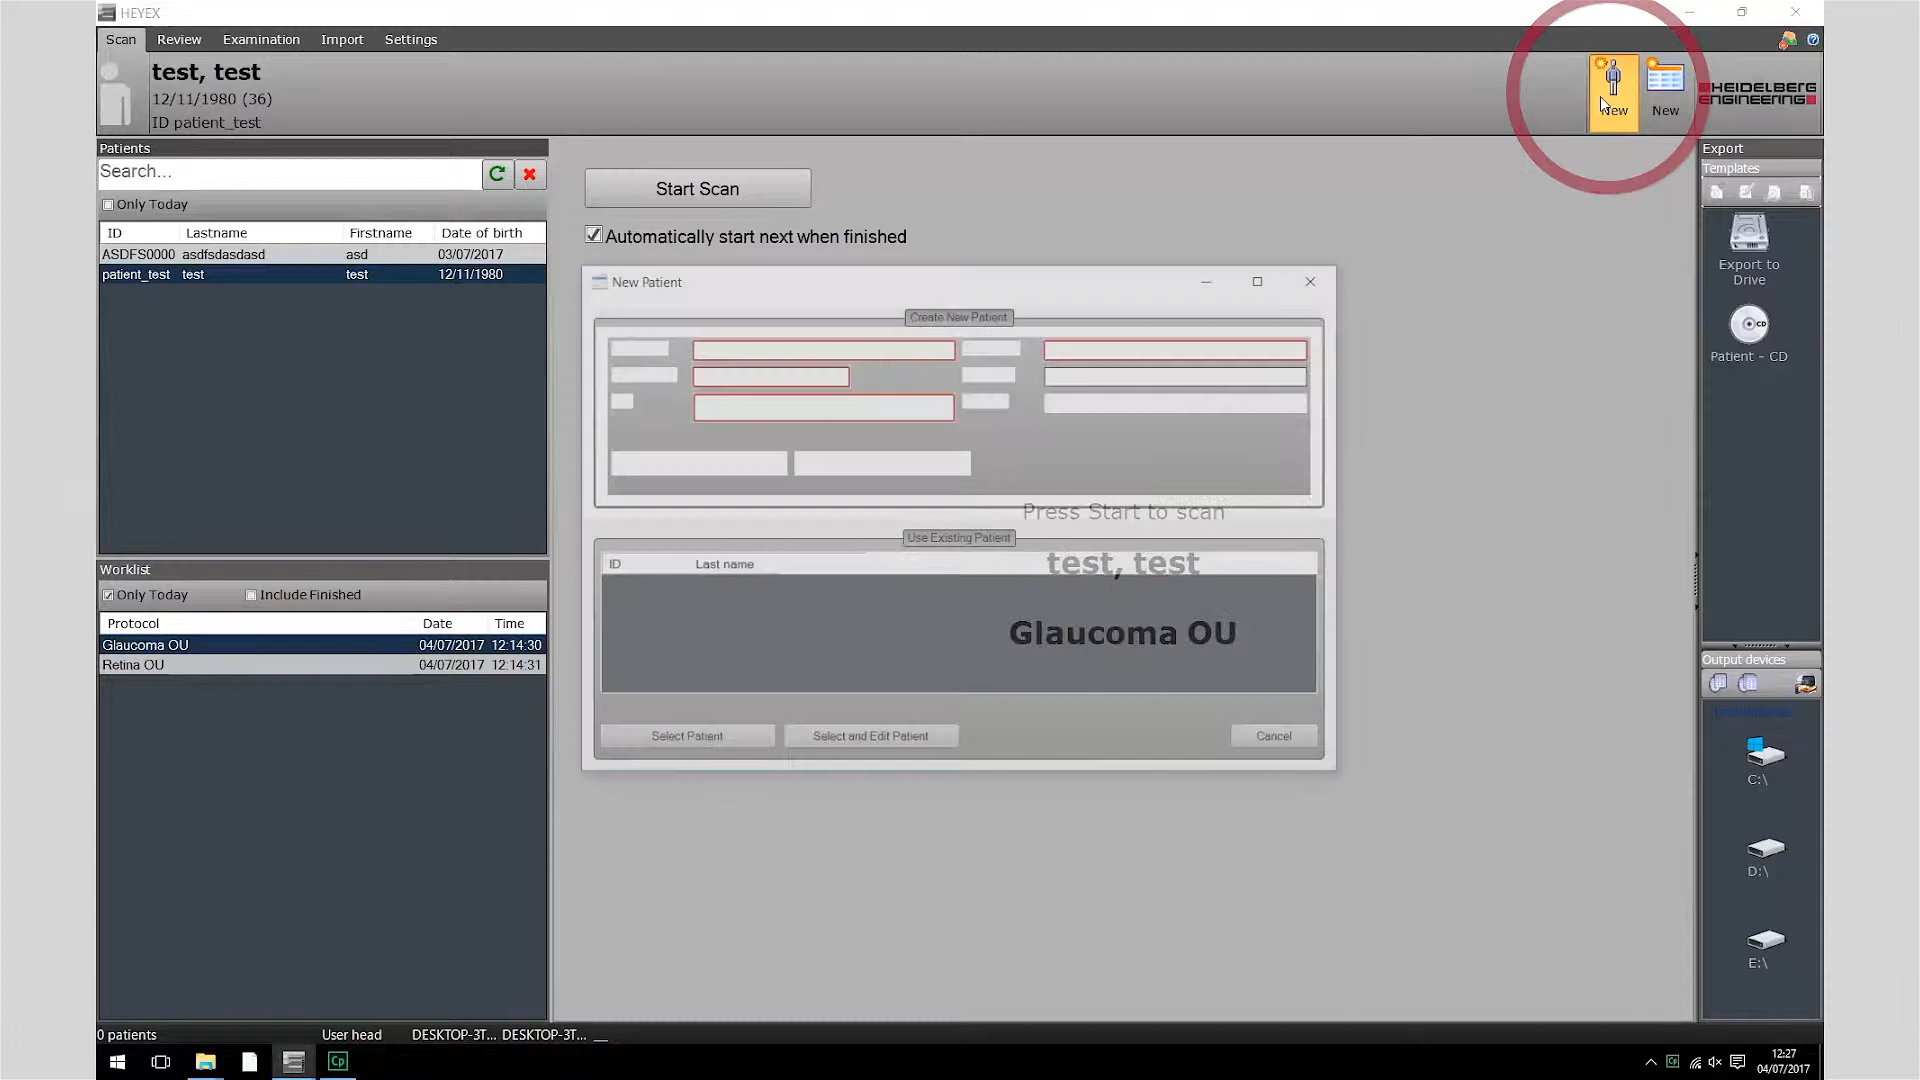 HEYEX
Scan Review Examination Import Settings
test, test
12/11/1980 (36)
ID patient_test
New New
HEIDELBERG
ENGINEERING
Patients
Search...
Only Today
ID Lastname Firstname Date of birth
ASDFS0000 asdfsdasdasd asd 03/07/2017
patient_test test test 12/11/1980
Worklist
Only Today Include Finished
Protocol Date Time
Glaucoma OU 04/07/2017 12:14:30
Retina OU 04/07/2017 12:14:31
Start Scan
Automatically start next when finished
New Patient
Create New Patient
Press Start to scan
Use Existing Patient
ID Last name
test, test
Glaucoma OU
Select Patient Select and Edit Patient Cancel
Export
Templates
Export to
Drive
CD
Patient - CD
Output devices
C:\
D:\
E:\
0 patients User head DESKTOP-3T... DESKTOP-3T...
Cp
Cp
12:27
04/07/2017